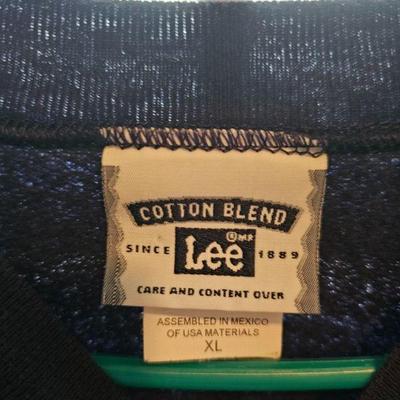 COTTON BLEND
SINCE Lee ®MR 1889
CARE AND CONTENT OVER
ASSEMBLED IN MEXICO
OF USA MATERIALS
XL